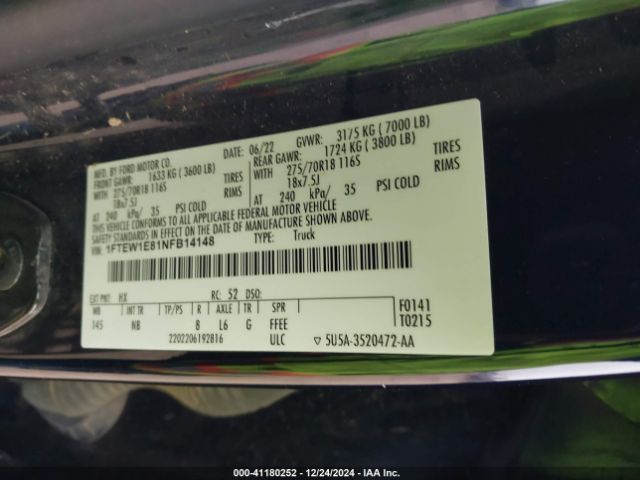 MFD. BY FORD MOTOR CO.
DATE: 06/22 GVWR: 3175 KG ( 7000 LB)
FRONT GAWR: 1633 KG ( 3600 LB) REAR GAWR: 1724 KG ( 3800 LB)
WITH 275/70R18 116S TIRES WITH 275/70R18 116S TIRES
18x7.5J RIMS 18x7.5J RIMS
AT 240 kPa/ 35 PSI COLD AT 240 kPa/ 35 PSI COLD
THIS VEHICLE CONFORMS TO ALL APPLICABLE FEDERAL MOTOR VEHICLE
SAFETY STANDARDS IN EFFECT ON THE DATE OF MANUFACTURE SHOWN ABOVE.
VIN: 1FTEW1E81NFB14148 TYPE: Truck
EXT PNT: HX RC: 52 DSO: F0141
WB INT TR TP/PS R AXLE TR SPR T0215
145 NB 8 L6 G FFEE
2202206192816 ULC 5U5A-3520472-AA
000-41180252 - 12/24/2024 - IAA Inc.